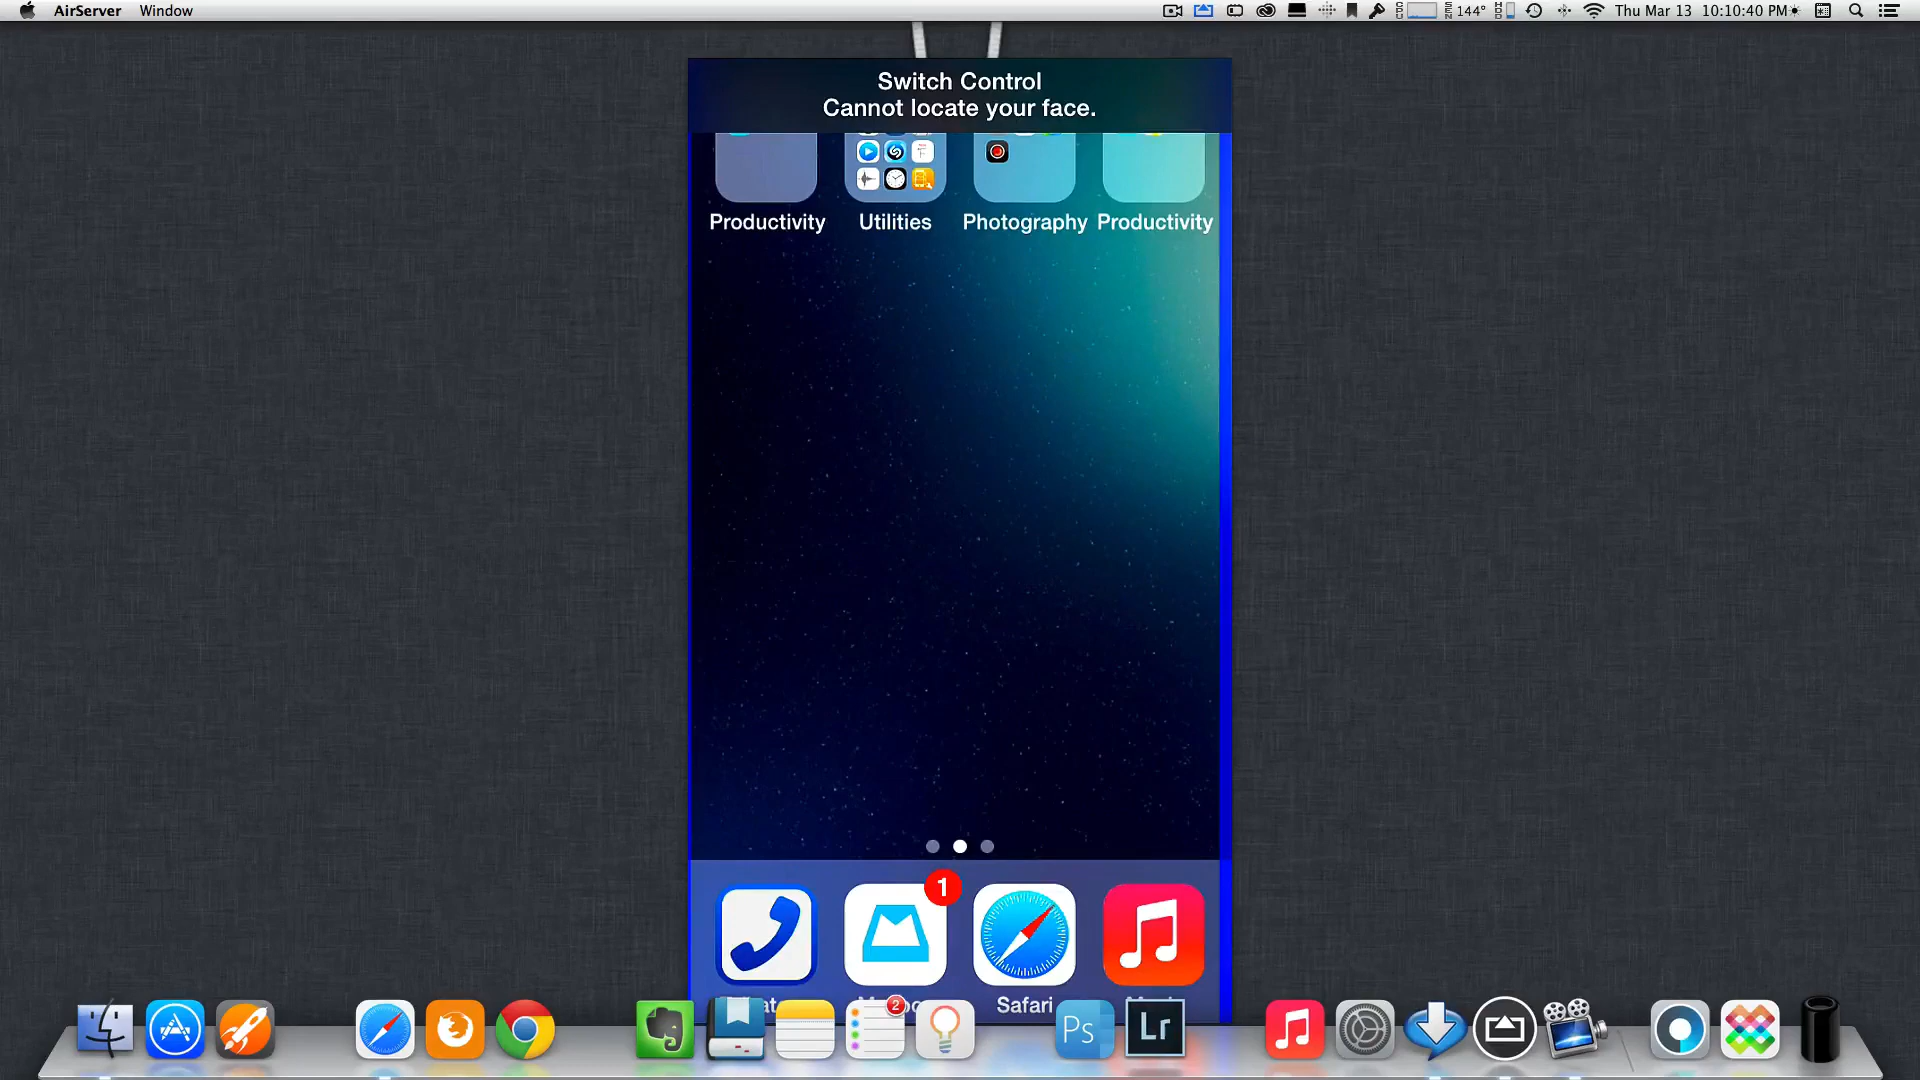 AirServer Window
144° Thu Mar 13 10:10:40 PM
Switch Control
Cannot locate your face.
Productivity Utilities Photography Productivity
1
Safari
2
Ps Lr